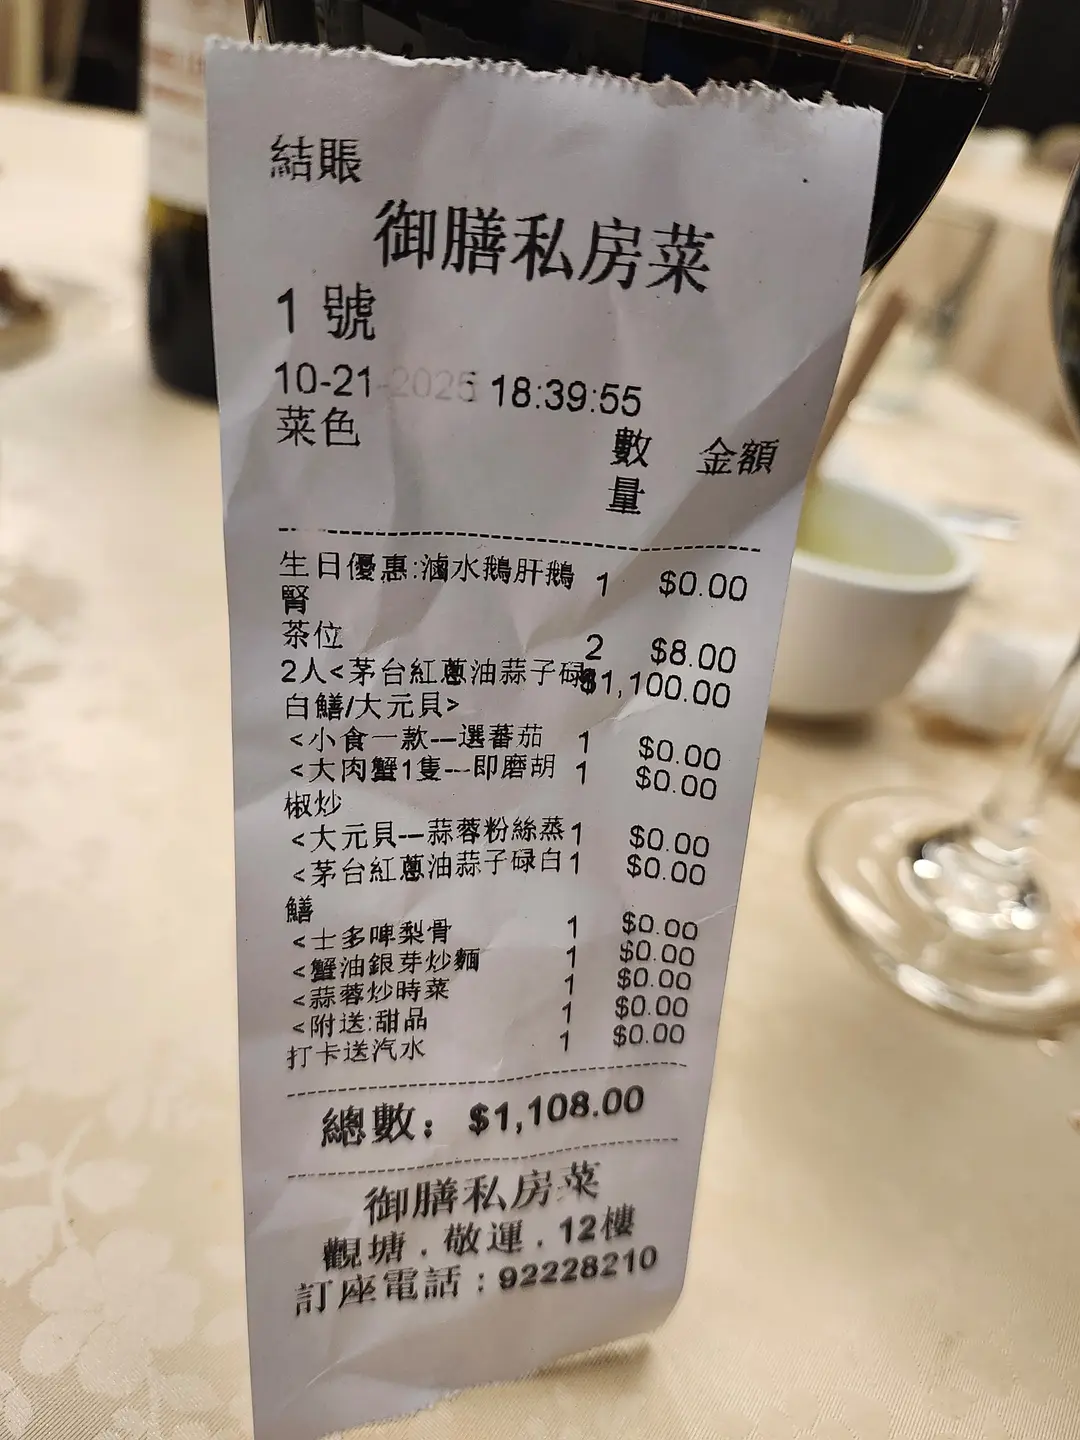 結賬
御膳私房菜
1 號
10-21-2025 18:39:55
菜色 數量 金額
生日優惠:滷水鵝肝鵝 1 $0.00
腎
茶位 2 $8.00
2人<茅台紅蔥油蒜子碌 $1,100.00
白鱔/大元貝>
<小食一款---選蕃茄 1 $0.00
<大肉蟹1隻---即磨胡 1 $0.00
椒炒
<大元貝---蒜蓉粉絲蒸 1 $0.00
<茅台紅蔥油蒜子碌白 1 $0.00
鱔
<士多啤梨骨 1 $0.00
<蟹油銀芽炒麵 1 $0.00
<蒜蓉炒時菜 1 $0.00
<附送:甜品 1 $0.00
打卡送汽水 1 $0.00
總數: $1,108.00
御膳私房菜
觀塘.敬運.12樓
訂座電話:92228210